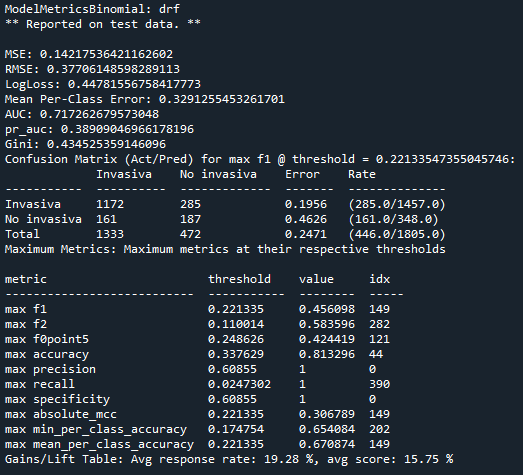 ModelMetricsBinomial: drf
** Reported on test data. **
MSE: 0.14217536421162602
RMSE: 0.37706148598289113
LogLoss: 0.44781556758417773
Mean Per-Class Error: 0.3291255453261701
AUC: 0.717262679573048
pr_auc: 0.38909046966178196
Gini: 0.434525359146096
Confusion Matrix (Act/Pred) for max f1 @ threshold = 0.22133547355045746:
Invasiva No invasiva Error Rate
----------- ---------- ------------- ------- --------------
Invasiva 1172 285 0.1956 (285.0/1457.0)
No invasiva 161 187 0.4626 (161.0/348.0)
Total 1333 472 0.2471 (446.0/1805.0)
Maximum Metrics: Maximum metrics at their respective thresholds
metric threshold value idx
--------------------------- ----------- -------- -----
max f1 0.221335 0.456098 149
max f2 0.110014 0.583596 282
max f0point5 0.248626 0.424419 121
max accuracy 0.337629 0.813296 44
max precision 0.60855 1 0
max recall 0.0247302 1 390
max specificity 0.60855 1 0
max absolute_mcc 0.221335 0.306789 149
max min_per_class_accuracy 0.174754 0.654084 202
max mean_per_class_accuracy 0.221335 0.670874 149
Gains/Lift Table: Avg response rate: 19.28 %, avg score: 15.75 %